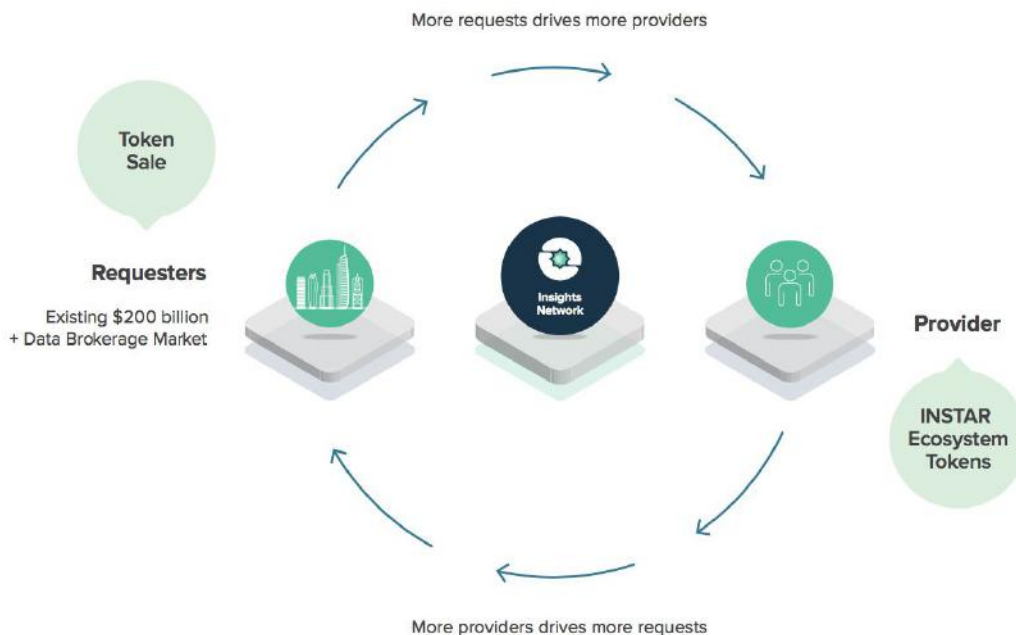 More requests drives more providers
Token
Sale
Requesters
Existing $200 billion
+ Data Brokerage Market
Insights
Network
Provider
INSTAR
Ecosystem
Tokens
More providers drives more requests